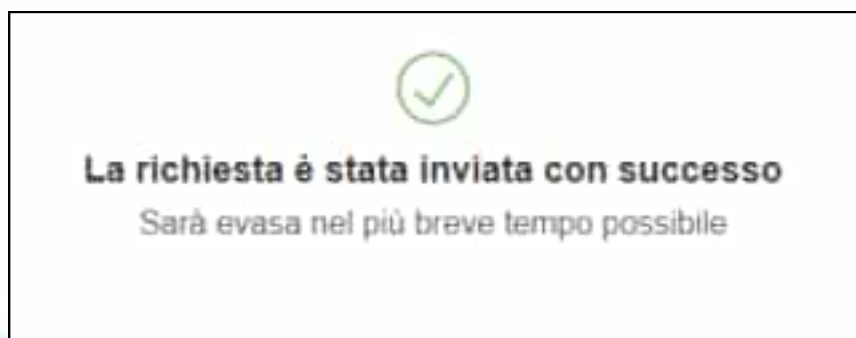 La richiesta è stata inviata con successo
Sarà evasa nel più breve tempo possibile